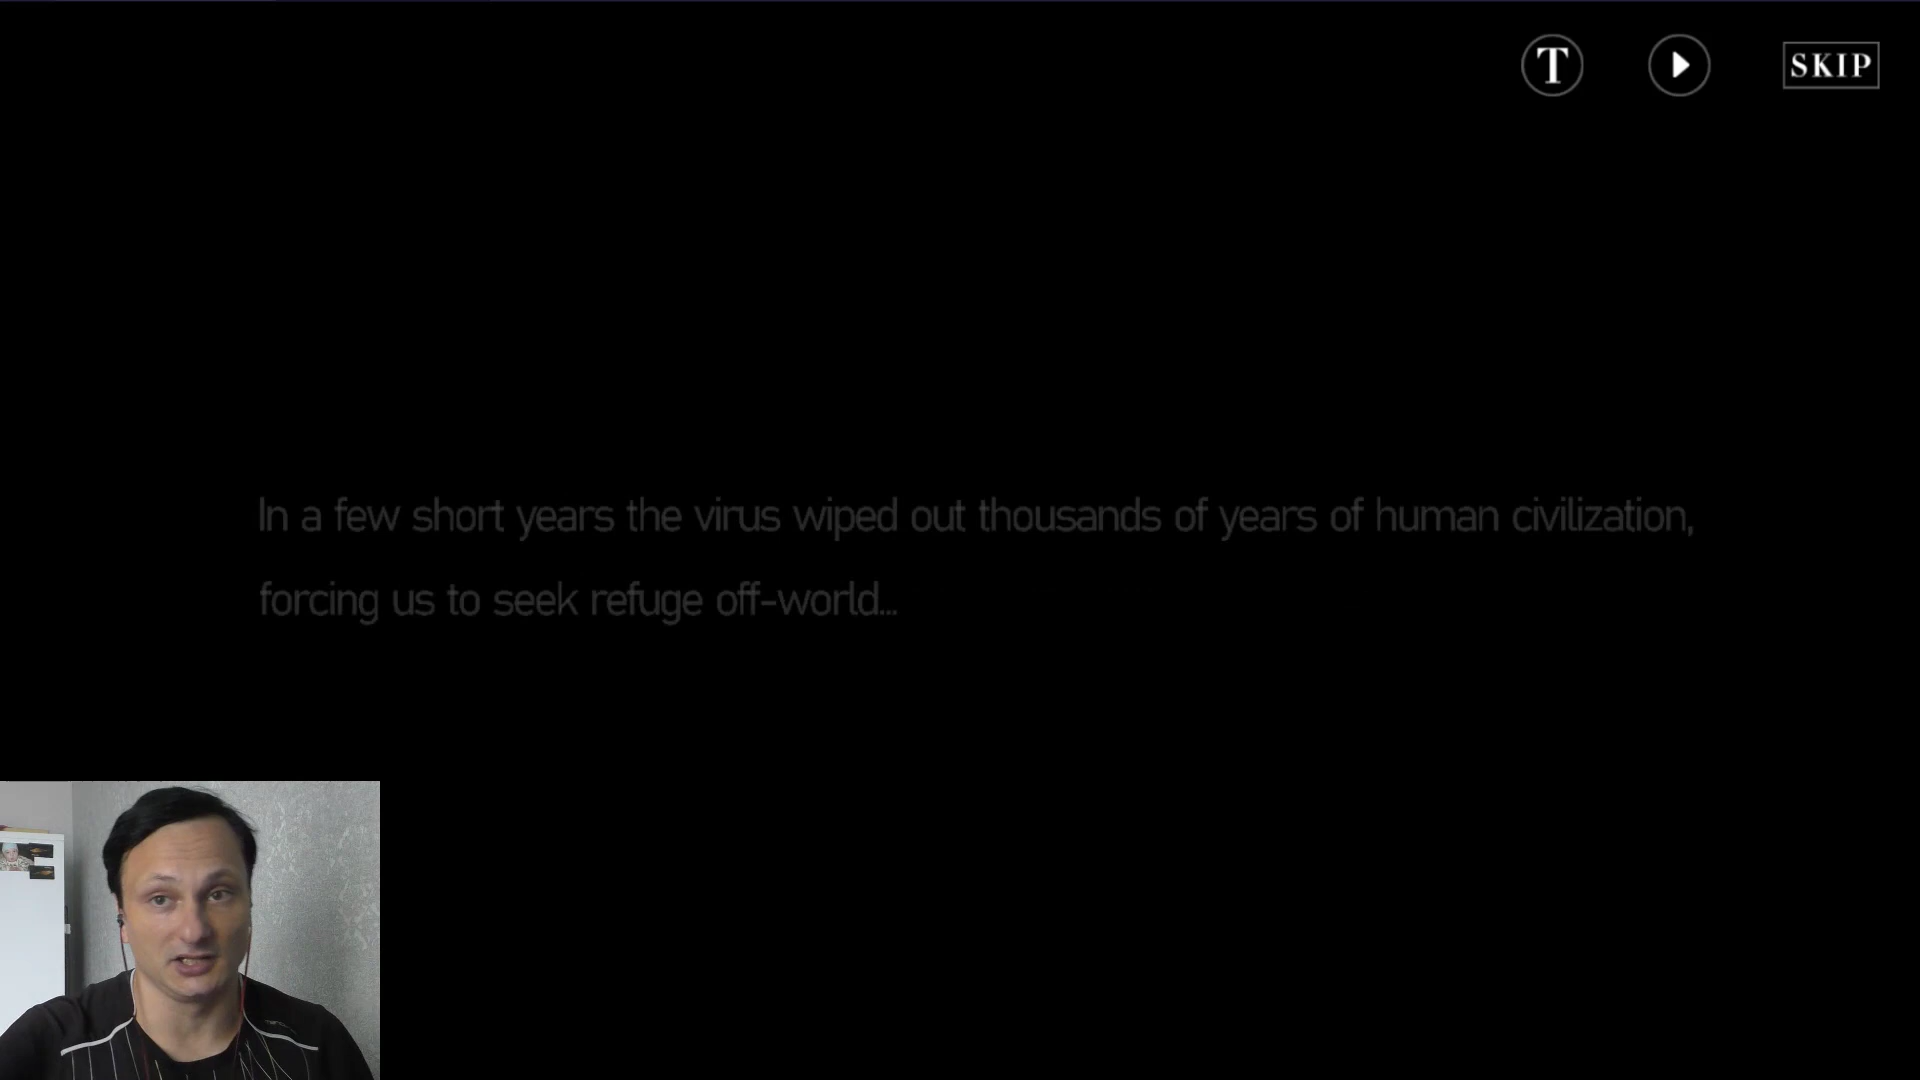 T
SKIP
In a few short years the virus wiped out thousands of years of human civilization,
forcing us to seek refuge off-world...